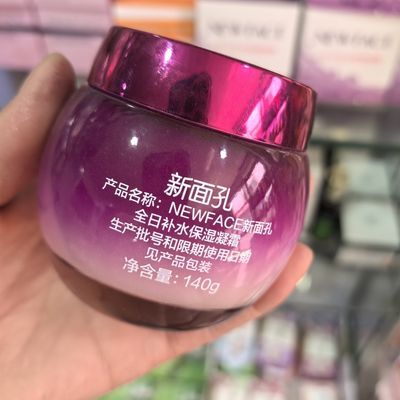 NEWFACE
新面孔
产品名称：NEWFACE新面孔
全日补水保湿凝霜
生产批号和限期使用日期
见产品包装
净含量：140g